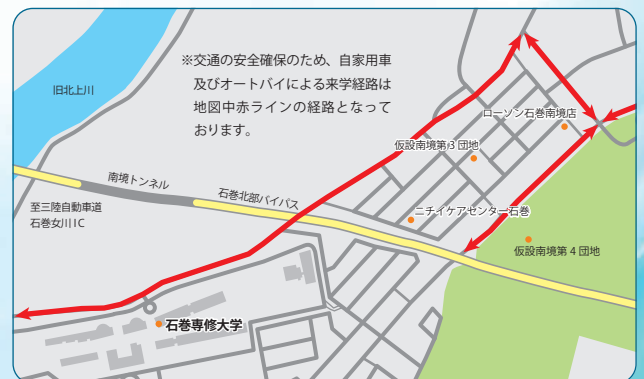 ※交通の安全確保のため、自家用車
及びオートバイによる来学経路は
地図中赤ラインの経路となって
おります。
旧北上川
ローソン石巻南境店
仮設南境第3団地
南境トンネル
石巻北部バイパス
至三陸自動車道
石巻女川IC
ニチイケアセンター石巻
仮設南境第4団地
石巻専修大学